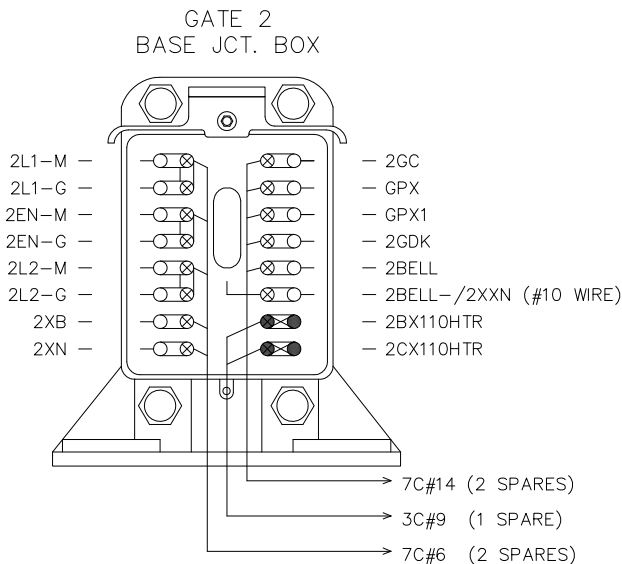 GATE 2
BASE JCT. BOX
2L1-M
2L1-G
2EN-M
2EN-G
2L2-M
2L2-G
2XB
2XN
2GC
GPX
GPX1
2GDK
2BELL
2BELL-/2XXN (#10 WIRE)
2BX110HTR
2CX110HTR
7C#14 (2 SPARES)
3C#9 (1 SPARE)
7C#6 (2 SPARES)